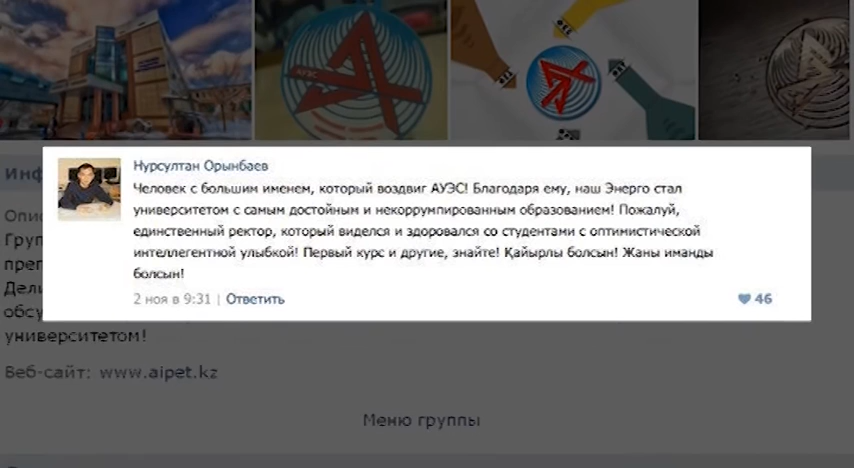 АУЭС
Инф
Нурсултан Орынбаев
Человек с большим именем, который воздвиг АУЭС! Благодаря ему, наш Энерго стал
университетом с самым достойным и некоррумпированным образованием! Пожалуй,
единственный ректор, который виделся и здоровался со студентами с оптимистической
интеллегентной улыбкой! Первый курс и другие, знайте! Қайырлы болсын! Жаны иманды
болсын!
2 ноя в 9:31 | Ответить
46
Опис
Груп
преп
Дели
обсу
университетом!
Веб-сайт: www.aipet.kz
Меню группы